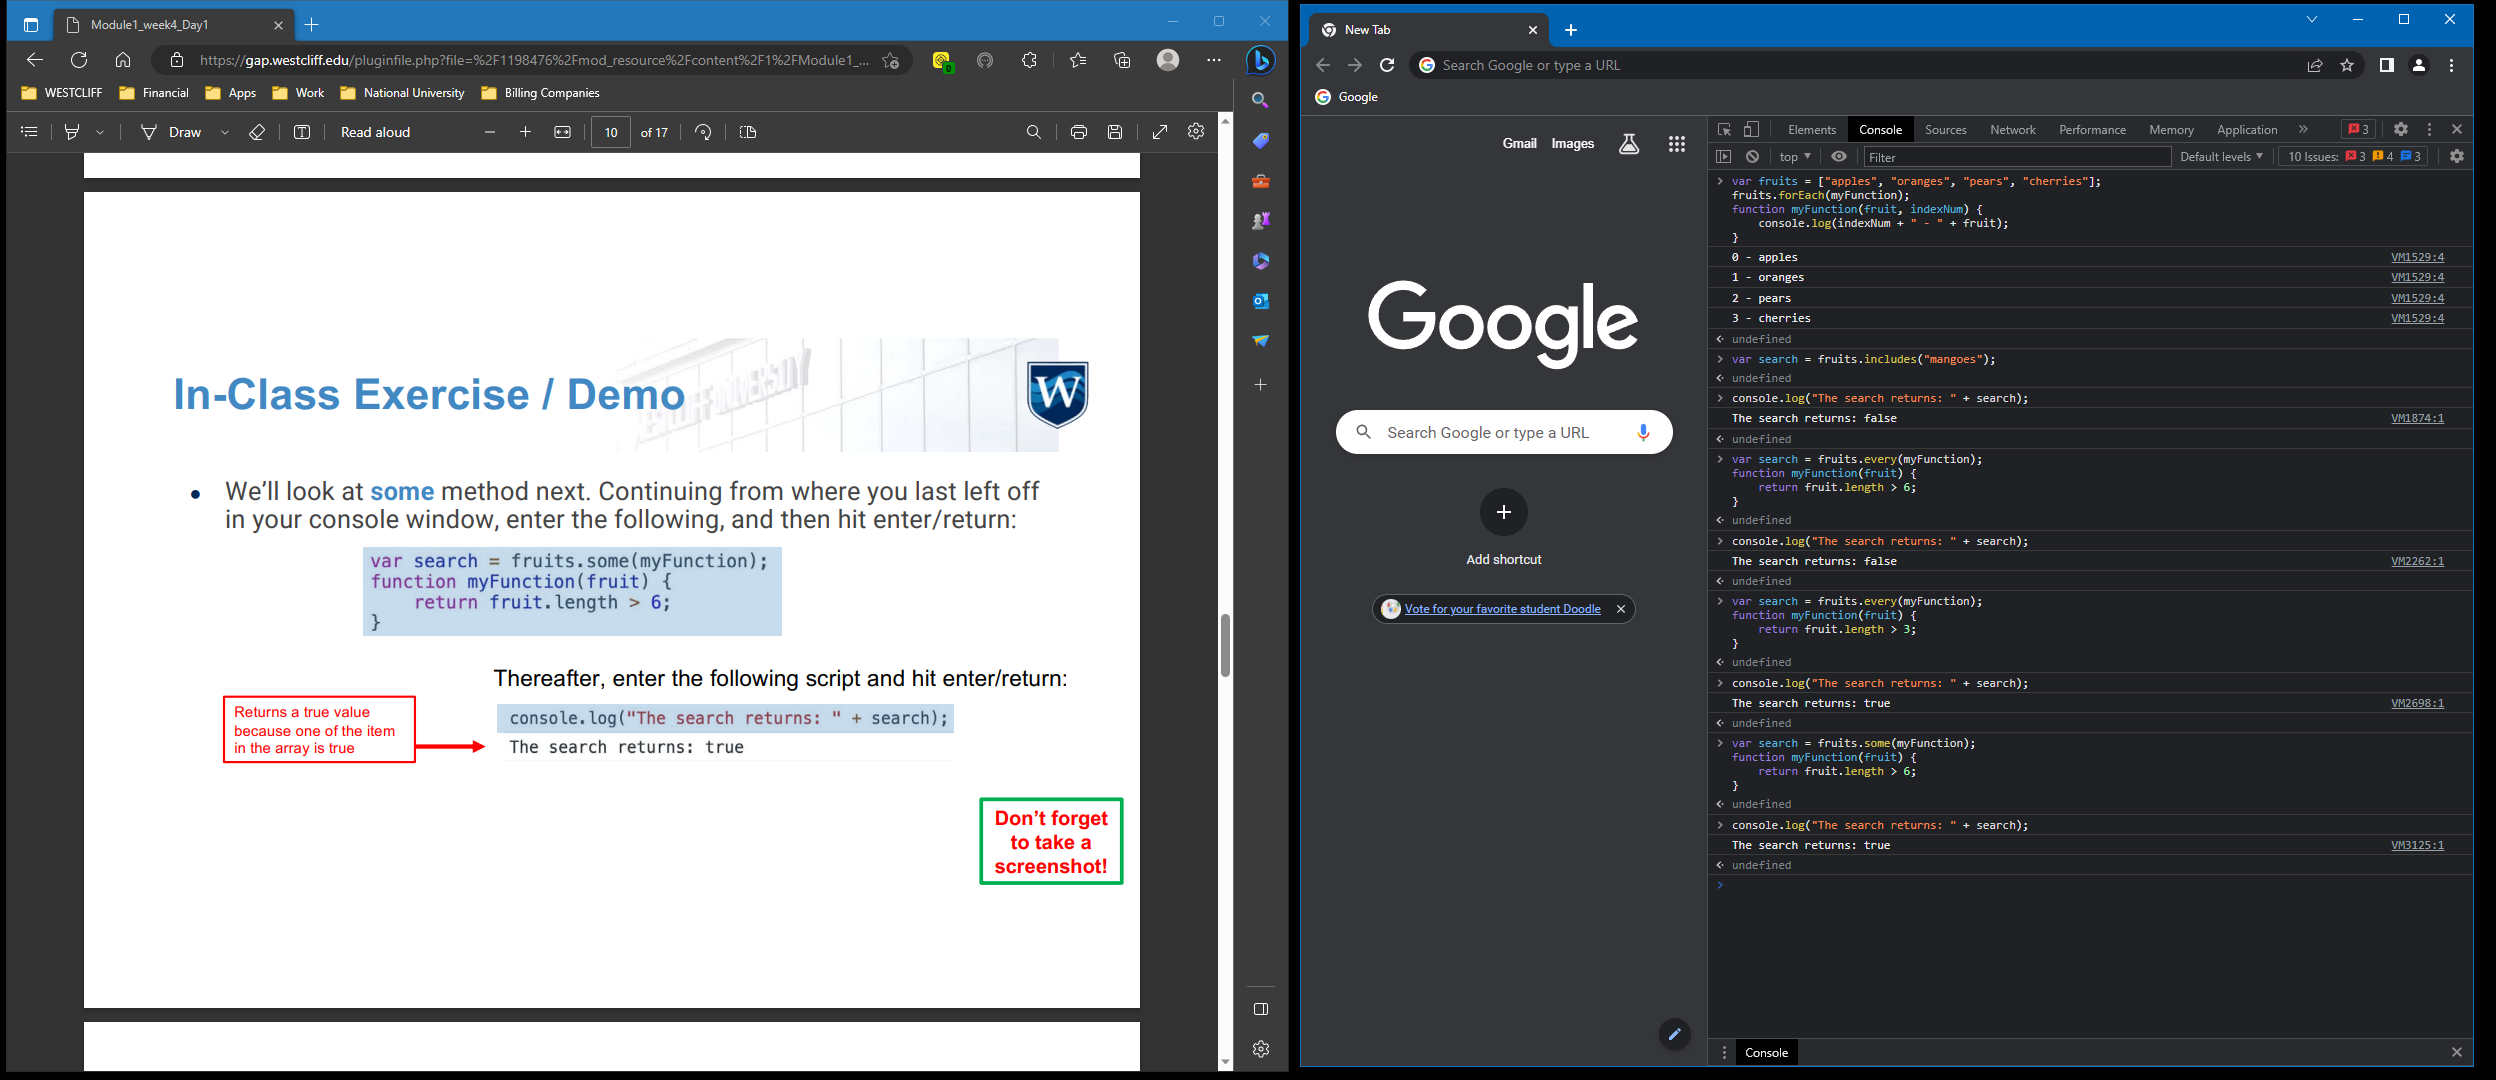 Module1_week4_Day1
https://gap.westcliff.edu/pluginfile.php?file=%2F1198476%2Fmod_resource%2Fcontent%2F1%2FModule1_...
0
WESTCLIFF
Financial
Apps
Work
National University
Billing Companies
Draw
Read aloud
10 of 17
In-Class Exercise / Demo
WESTCLIFF UNIVERSITY
W
• We'll look at some method next. Continuing from where you last left off
in your console window, enter the following, and then hit enter/return:
var search = fruits.some(myFunction);
function myFunction(fruit) {
    return fruit.length > 6;
}
Thereafter, enter the following script and hit enter/return:
Returns a true value
because one of the item
in the array is true
console.log("The search returns: " + search);
The search returns: true
Don't forget
to take a
screenshot!
New Tab
Search Google or type a URL
Google
Gmail
Images
Google
Search Google or type a URL
Add shortcut
Vote for your favorite student Doodle
Elements
Console
Sources
Network
Performance
Memory
Application
3
top
Filter
Default levels
10 Issues: 3 4 3
var fruits = ["apples", "oranges", "pears", "cherries"];
fruits.forEach(myFunction);
function myFunction(fruit, indexNum) {
    console.log(indexNum + " - " + fruit);
}
0 - apples VM1529:4
1 - oranges VM1529:4
2 - pears VM1529:4
3 - cherries VM1529:4
undefined
var search = fruits.includes("mangoes");
undefined
console.log("The search returns: " + search);
The search returns: false VM1874:1
undefined
var search = fruits.every(myFunction);
function myFunction(fruit) {
    return fruit.length > 6;
}
undefined
console.log("The search returns: " + search);
The search returns: false VM2262:1
undefined
var search = fruits.every(myFunction);
function myFunction(fruit) {
    return fruit.length > 3;
}
undefined
console.log("The search returns: " + search);
The search returns: true VM2698:1
undefined
var search = fruits.some(myFunction);
function myFunction(fruit) {
    return fruit.length > 6;
}
undefined
console.log("The search returns: " + search);
The search returns: true VM3125:1
undefined
Console